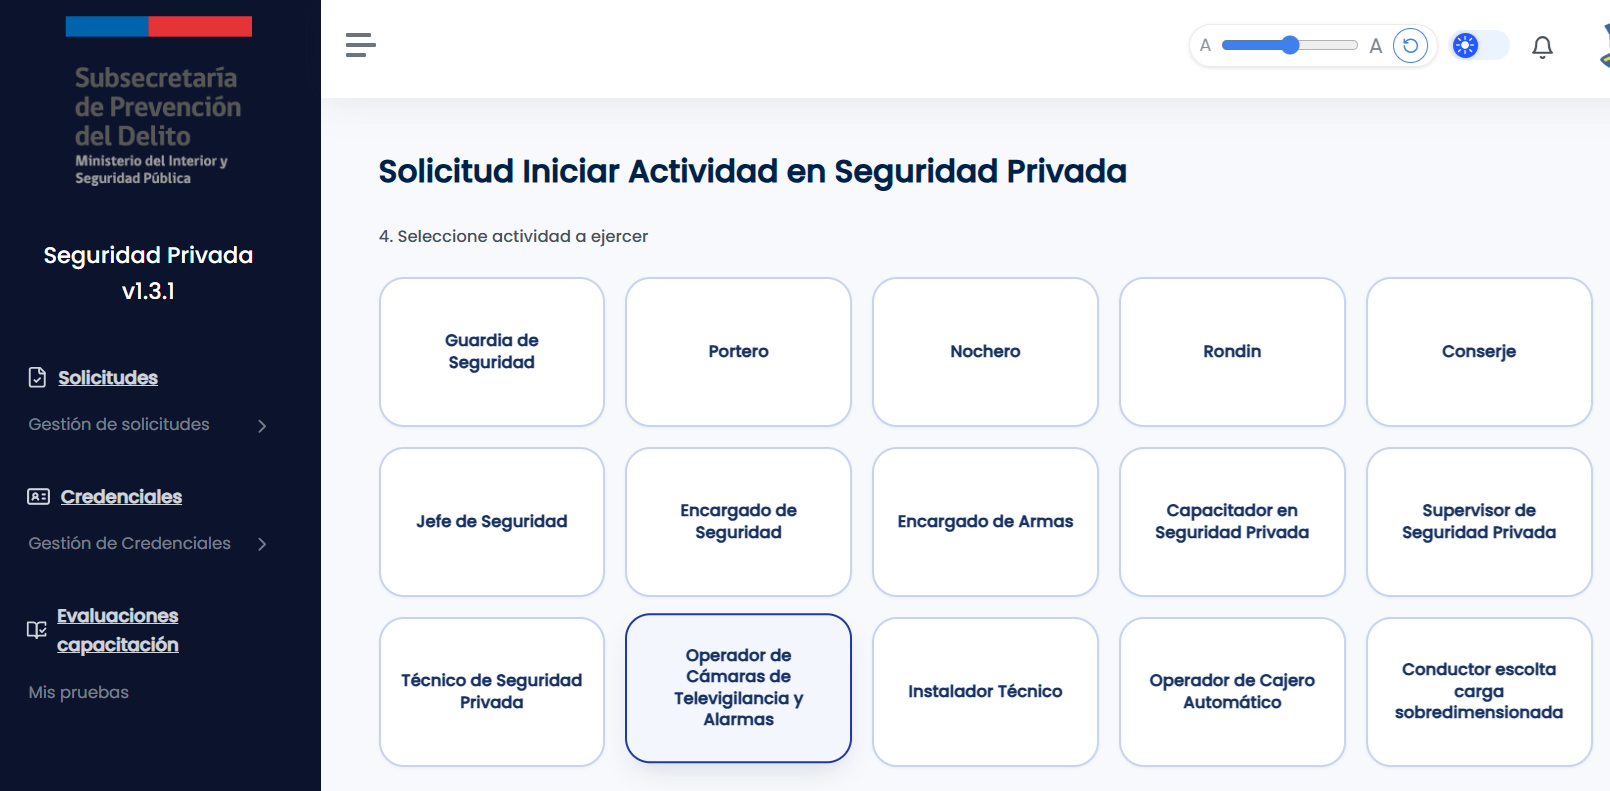 Subsecretaría
de Prevención
del Delito
Ministerio del Interior y
Seguridad Pública
Seguridad Privada
v1.3.1
Solicitudes
Gestión de solicitudes
Credenciales
Gestión de Credenciales
Evaluaciones
capacitación
Mis pruebas
A
A
Solicitud Iniciar Actividad en Seguridad Privada
4. Seleccione actividad a ejercer
Guardia de
Seguridad
Portero
Nochero
Rondin
Conserje
Jefe de Seguridad
Encargado de
Seguridad
Encargado de Armas
Capacitador en
Seguridad Privada
Supervisor de
Seguridad Privada
Técnico de Seguridad
Privada
Operador de
Cámaras de
Televigilancia y
Alarmas
Instalador Técnico
Operador de Cajero
Automático
Conductor escolta
carga
sobredimensionada